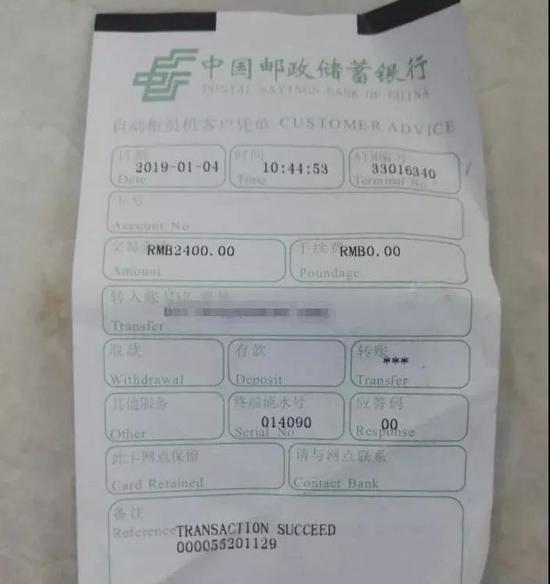 中国邮政储蓄银行
POSTAL SAVINGS BANK OF CHINA
自动柜员机客户凭单 CUSTOMER ADVICE
日期 时间 ATM编号
2019-01-04 10:44:53 33016340
Date Time Terminal No
卡号
Account No
交易金额 手续费
RMB2400.00 RMB0.00
Amount Poundage
转入账
Transfer
取款 存款 转账
***
Withdrawal Deposit Transfer
其他服务 终端流水号 应答码
014090 00
Other Serial No Response
此卡网点保留 请与网点联系
Card Retained Contact Bank
备注
Reference TRANSACTION SUCCEED
000055201129